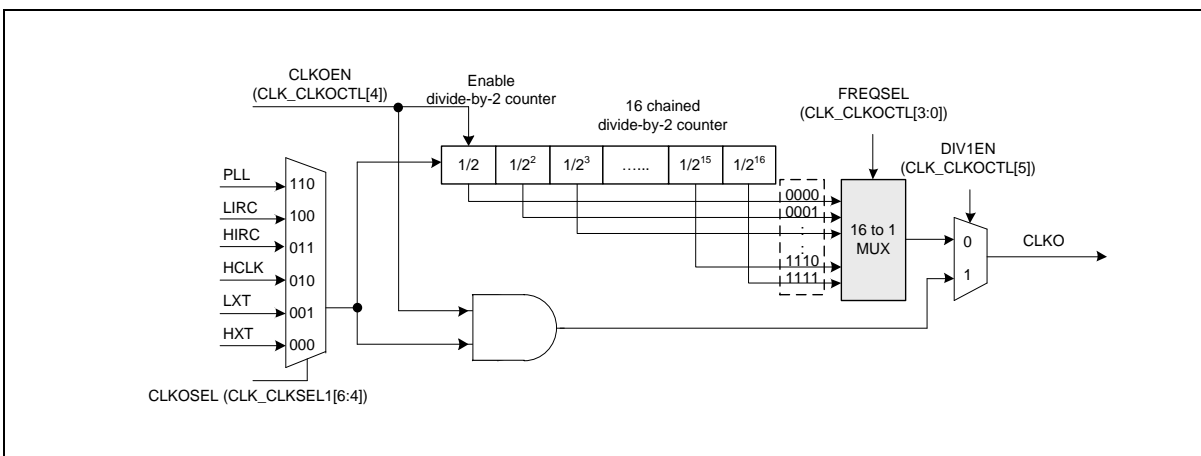 CLKOEN
(CLK_CLKOCTL[4])
Enable
divide-by-2 counter
16 chained
divide-by-2 counter
FREQSEL
(CLK_CLKOCTL[3:0])
DIV1EN
(CLK_CLKOCTL[5])
1/2
1/2²
1/2³
…...
1/2¹⁵
1/2¹⁶
PLL
110
LIRC
100
HIRC
011
HCLK
010
LXT
001
HXT
000
0000
0001
:
:
1110
1111
16 to 1
MUX
0
1
CLKO
CLKOSEL (CLK_CLKSEL1[6:4])